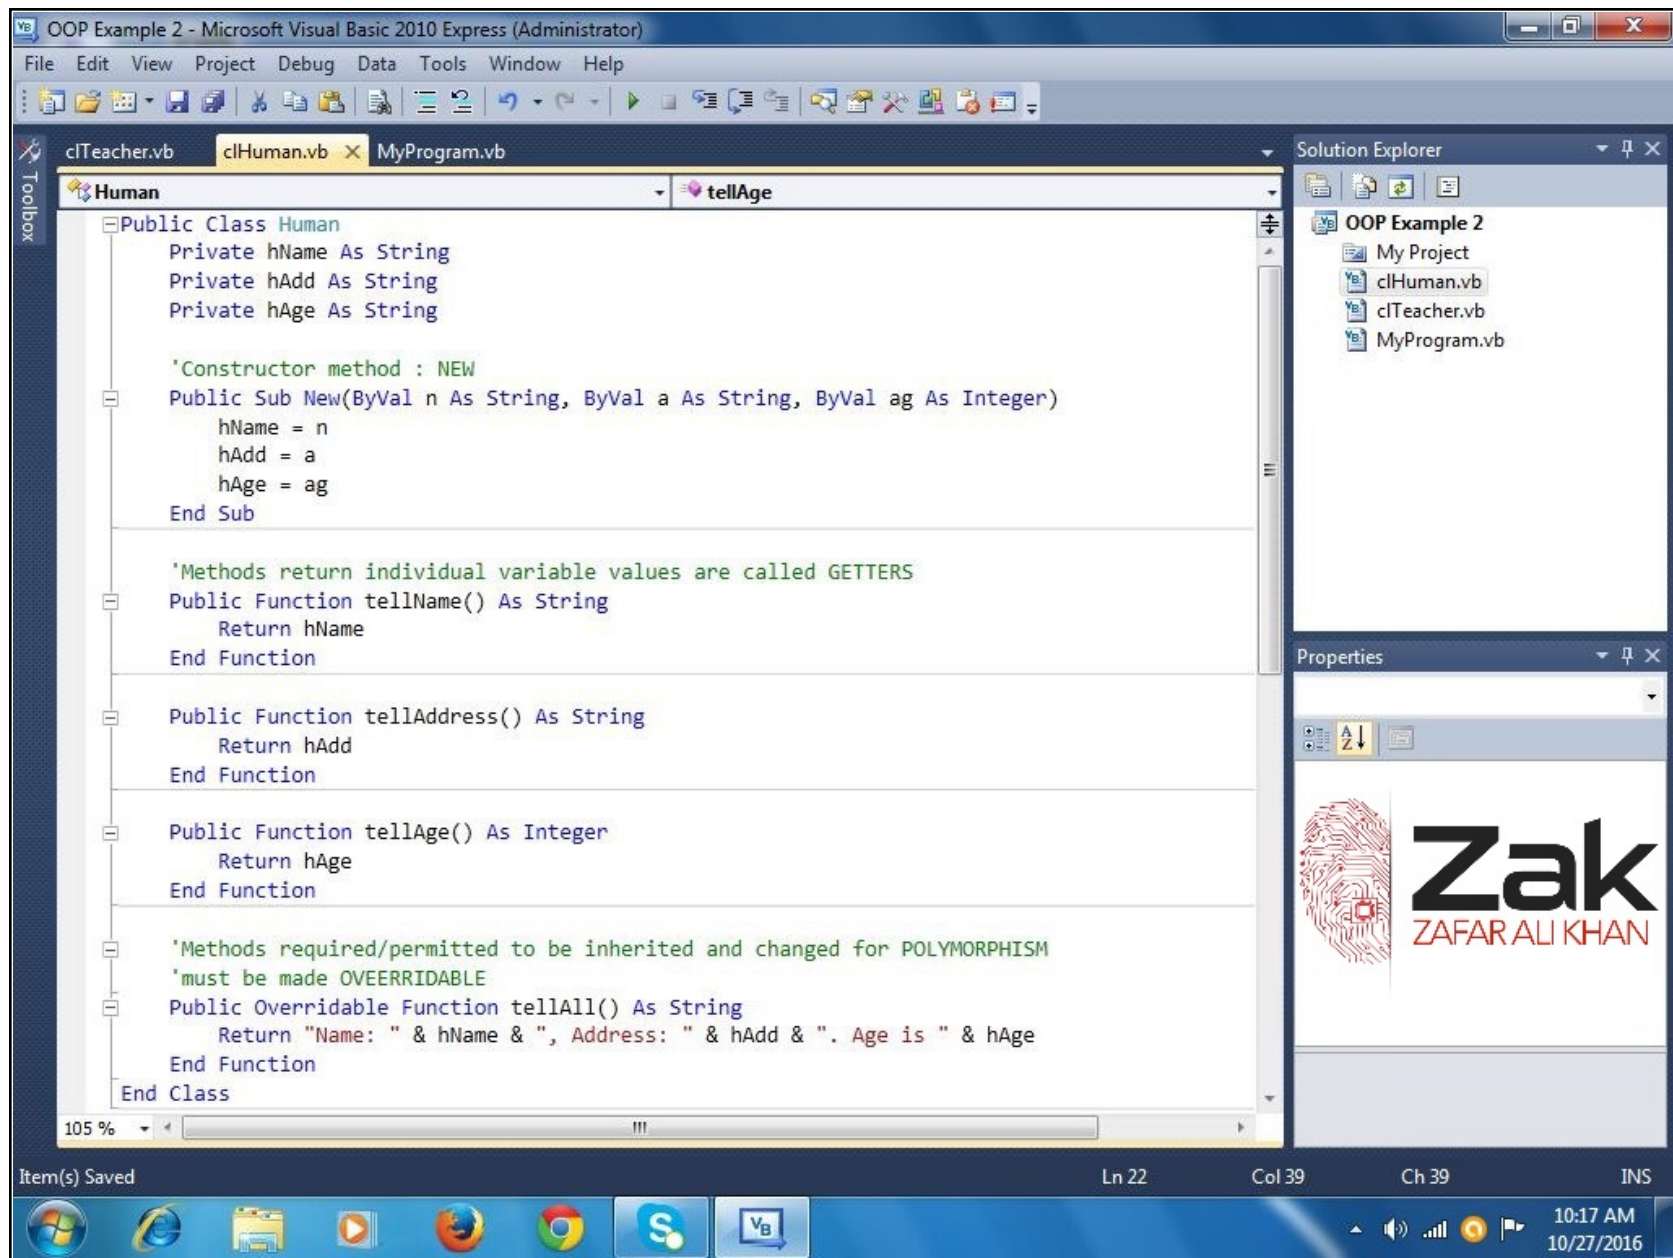 OOP Example 2 - Microsoft Visual Basic 2010 Express (Administrator)
File Edit View Project Debug Data Tools Window Help
Toolbox
clTeacher.vb clHuman.vb MyProgram.vb
Human tellAge
Public Class Human
Private hName As String
Private hAdd As String
Private hAge As String
'Constructor method : NEW
Public Sub New(ByVal n As String, ByVal a As String, ByVal ag As Integer)
hName = n
hAdd = a
hAge = ag
End Sub
'Methods return individual variable values are called GETTERS
Public Function tellName() As String
Return hName
End Function
Public Function tellAddress() As String
Return hAdd
End Function
Public Function tellAge() As Integer
Return hAge
End Function
'Methods required/permitted to be inherited and changed for POLYMORPHISM
'must be made OVEERRIDABLE
Public Overridable Function tellAll() As String
Return "Name: " & hName & ", Address: " & hAdd & ". Age is " & hAge
End Function
End Class
105 %
Solution Explorer
OOP Example 2
My Project
clHuman.vb
clTeacher.vb
MyProgram.vb
Properties
Zak
ZAFAR ALI KHAN
Item(s) Saved Ln 22 Col 39 Ch 39 INS
10:17 AM
10/27/2016